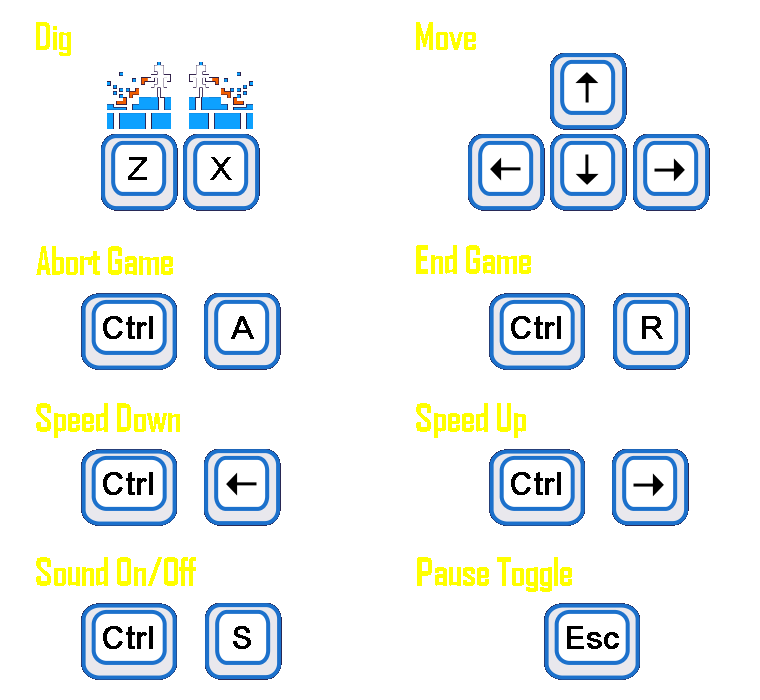 Dig
Move
↑
Z X
← ↓ →
Abort Game
End Game
Ctrl A
Ctrl R
Speed Down
Speed Up
Ctrl ←
Ctrl →
Sound On/Off
Pause Toggle
Ctrl S
Esc